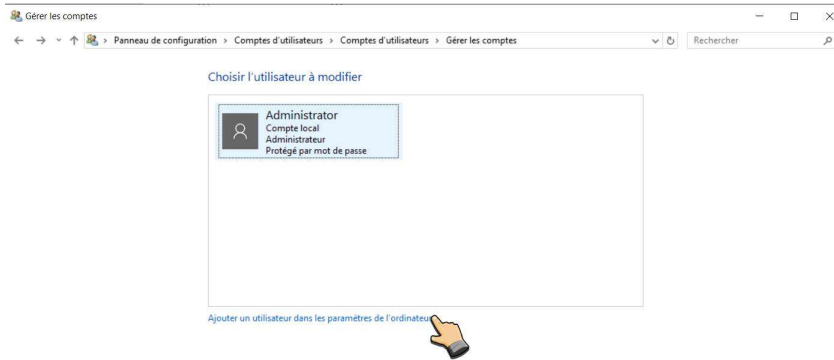 Gérer les comptes
Panneau de configuration > Comptes d'utilisateurs > Comptes d'utilisateurs > Gérer les comptes
Rechercher
Choisir l'utilisateur à modifier
Administrator
Compte local
Administrateur
Protégé par mot de passe
Ajouter un utilisateur dans les paramètres de l'ordinateur